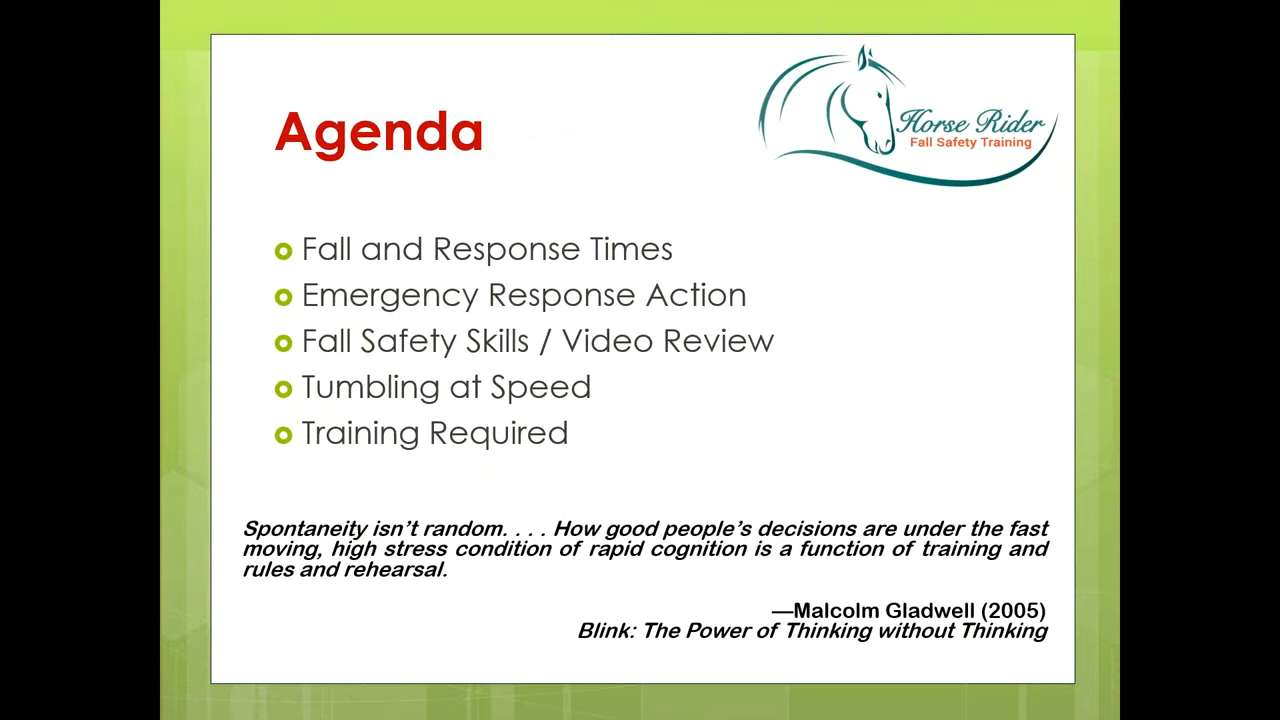 Agenda
Horse Rider
Fall Safety Training
Fall and Response Times
Emergency Response Action
Fall Safety Skills / Video Review
Tumbling at Speed
Training Required
Spontaneity isn’t random. . . . How good people’s decisions are under the fast
moving, high stress condition of rapid cognition is a function of training and
rules and rehearsal.
—Malcolm Gladwell (2005)
Blink: The Power of Thinking without Thinking